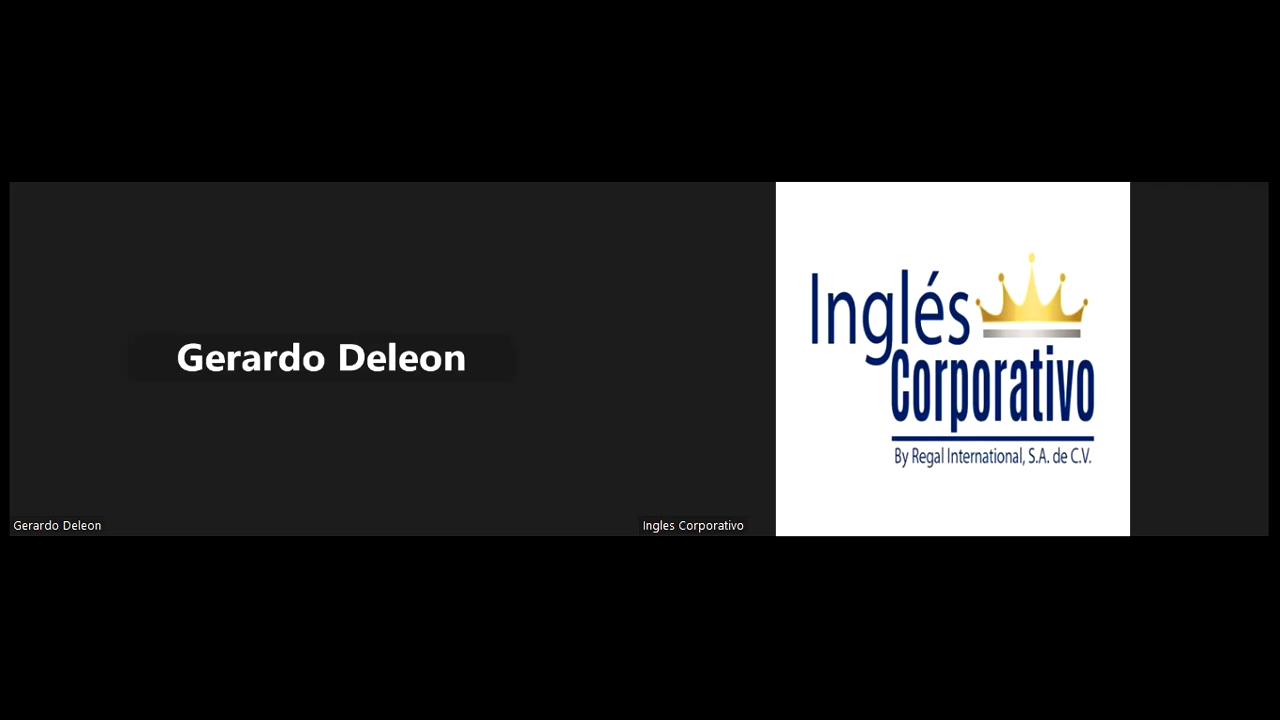 Gerardo Deleon
Gerardo Deleon
Inglés
Corporativo
By Regal International, S.A. de C.V.
Ingles Corporativo